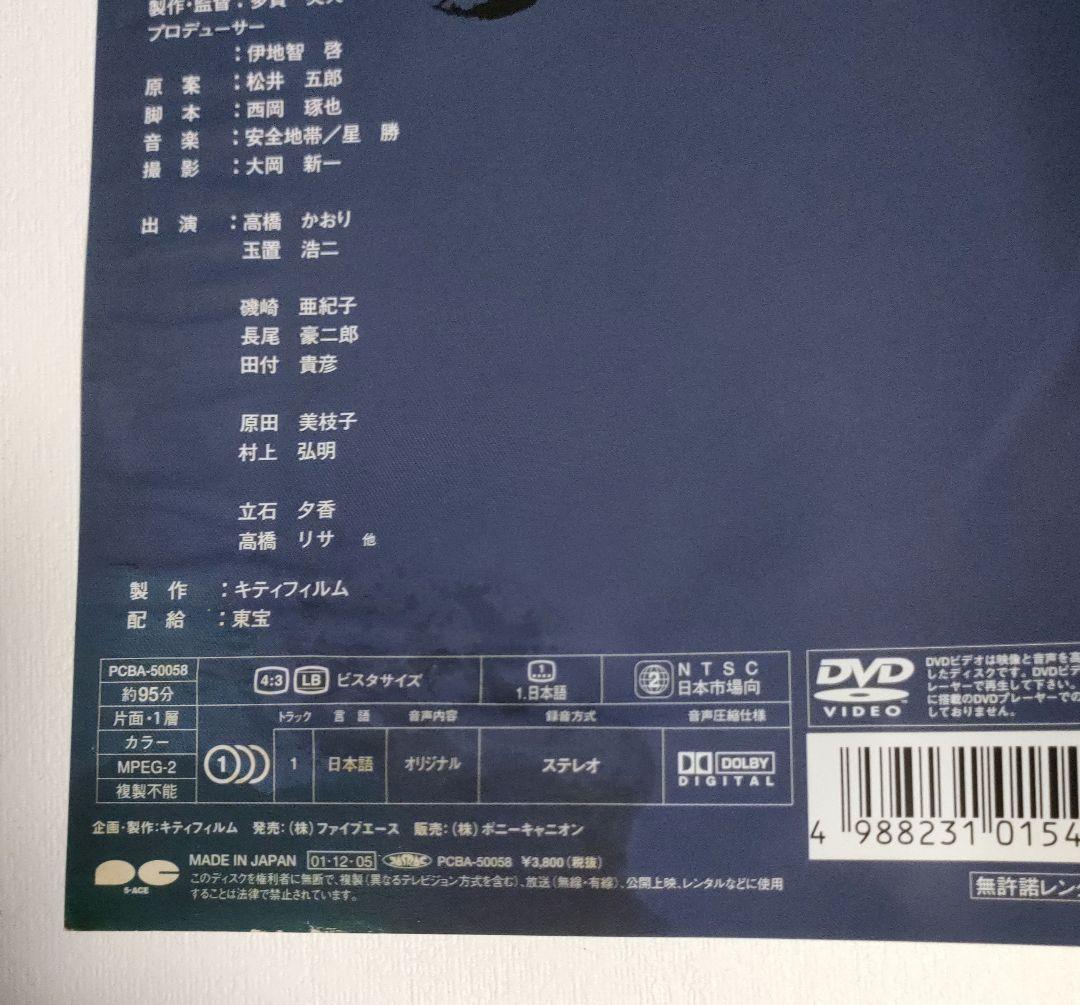 製作・監督：多賀 英典
プロデューサー
：伊地智 啓
原 案 ：松井 五郎
脚 本 ：西岡 琢也
音 楽 ：安全地帯／星 勝
撮 影 ：大岡 新一
出 演 ：高橋 かおり
玉置 浩二
磯崎 亜紀子
長尾 豪二郎
田付 貴彦
原田 美枝子
村上 弘明
立石 夕香
高橋 リサ 他
製 作 ：キティフィルム
配 給 ：東宝
PCBA-50058
約95分
片面・1層
カラー
MPEG-2
複製不能
4:3 LB ビスタサイズ
1
1.日本語
2 NTSC
日本市場向
トラック 言語 音声内容 録音方式 音声圧縮仕様
1 1 日本語 オリジナル ステレオ DOLBY DIGITAL
DVD VIDEO
DVDビデオは映像と音声を高
したディスクです。DVDビデ
レーヤーで再生して下さい。
に搭載のDVDプレーヤーでの
しておりません。
4 988231 0154
企画・製作：キティフィルム 発売：（株）ファイブエース 販売：（株）ポニーキャニオン
5-ACE
MADE IN JAPAN 01・12・05 JASRAC PCBA-50058 ¥3,800（税抜）
このディスクを権利者に無断で、複製（異なるテレビジョン方式を含む）、放送（無線・有線）、公開上映、レンタルなどに使用
することは法律で禁止されています。
無許諾レン